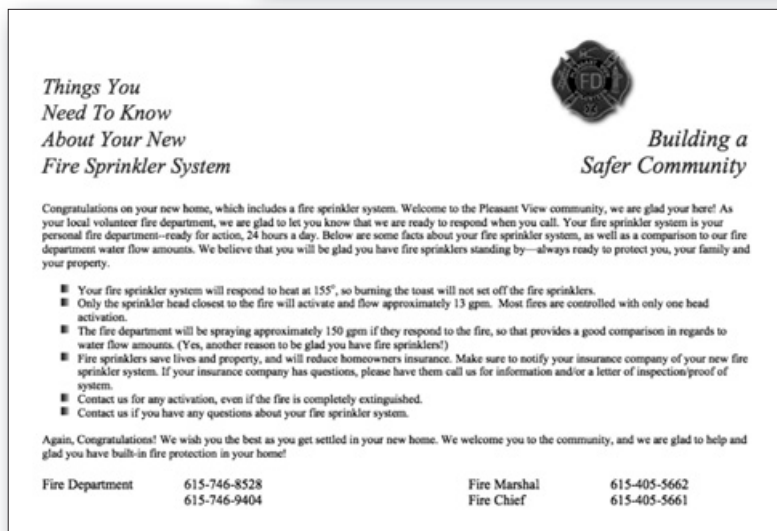 Things You
Need To Know
About Your New
Fire Sprinkler System
FD
Building a
Safer Community
Congratulations on your new home, which includes a fire sprinkler system. Welcome to the Pleasant View community, we are glad your here! As
your local volunteer fire department, we are glad to let you know that we are ready to respond when you call. Your fire sprinkler system is your
personal fire department--ready for action, 24 hours a day. Below are some facts about your fire sprinkler system, as well as a comparison to our fire
department water flow amounts. We believe that you will be glad you have fire sprinklers standing by—always ready to protect you, your family and
your property.
Your fire sprinkler system will respond to heat at 155°, so burning the toast will not set off the fire sprinklers.
Only the sprinkler head closest to the fire will activate and flow approximately 13 gpm. Most fires are controlled with only one head
activation.
The fire department will be spraying approximately 150 gpm if they respond to the fire, so that provides a good comparison in regards to
water flow amounts. (Yes, another reason to be glad you have fire sprinklers!)
Fire sprinklers save lives and property, and will reduce homeowners insurance. Make sure to notify your insurance company of your new fire
sprinkler system. If your insurance company has questions, please have them call us for information and/or a letter of inspection/proof of
system.
Contact us for any activation, even if the fire is completely extinguished.
Contact us if you have any questions about your fire sprinkler system.
Again, Congratulations! We wish you the best as you get settled in your new home. We welcome you to the community, and we are glad to help and
glad you have built-in fire protection in your home!
Fire Department 615-746-8528 Fire Marshal 615-405-5662
615-746-9404 Fire Chief 615-405-5661